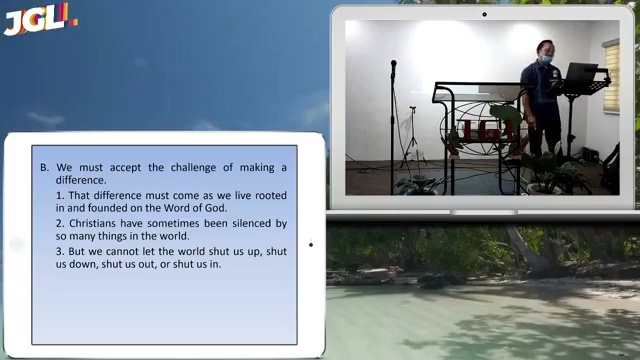 JGL
B. We must accept the challenge of making a
difference.
1. That difference must come as we live rooted
in and founded on the Word of God.
2. Christians have sometimes been silenced by
so many things in the world.
3. But we cannot let the world shut us up, shut
us down, shut us out, or shut us in.